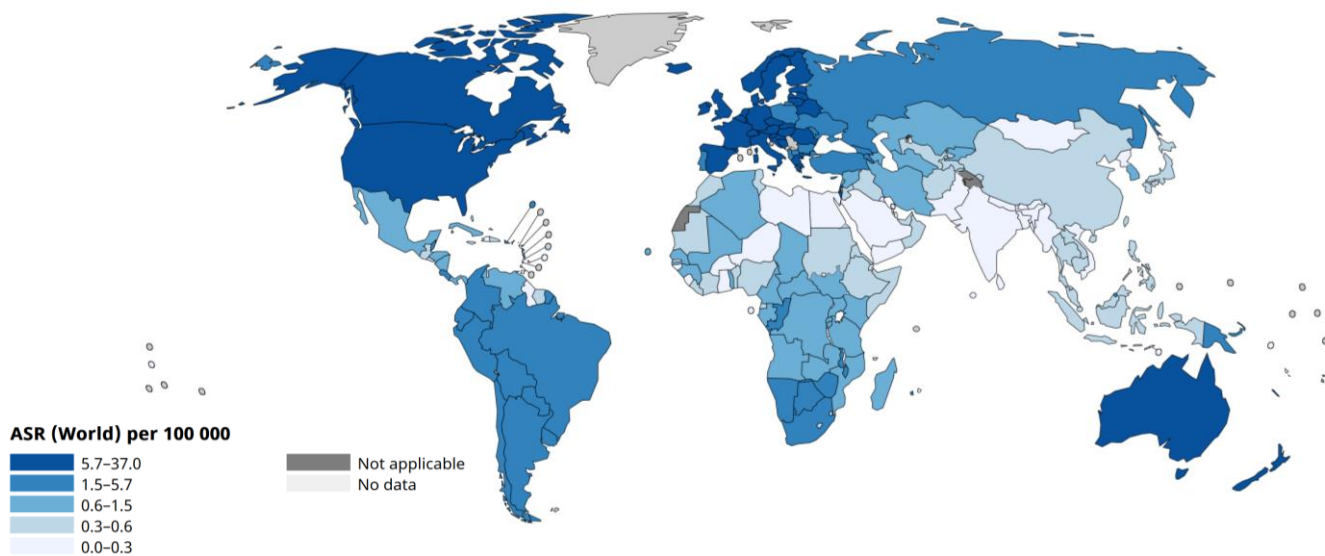 ASR (World) per 100 000
5.7–37.0
1.5–5.7
0.6–1.5
0.3–0.6
0.0–0.3
Not applicable
No data